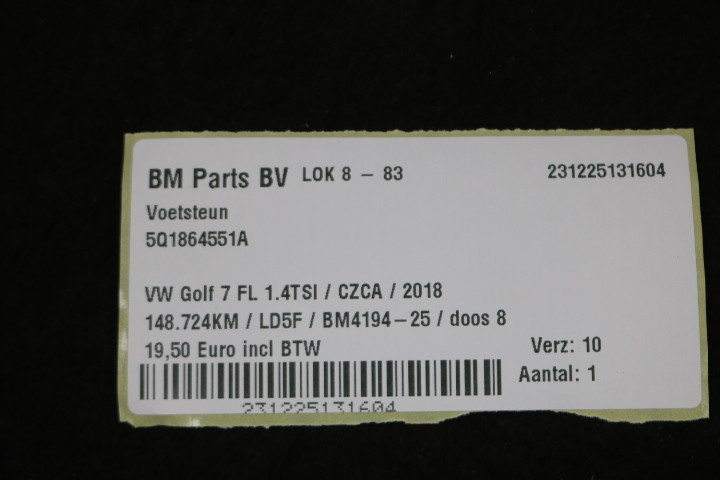 BM Parts BV LOK 8 - 83 231225131604
Voetsteun
5Q1864551A
VW Golf 7 FL 1.4TSI / CZCA / 2018
148.724KM / LD5F / BM4194-25 / doos 8
19,50 Euro incl BTW Verz: 10
Aantal: 1
231225131604